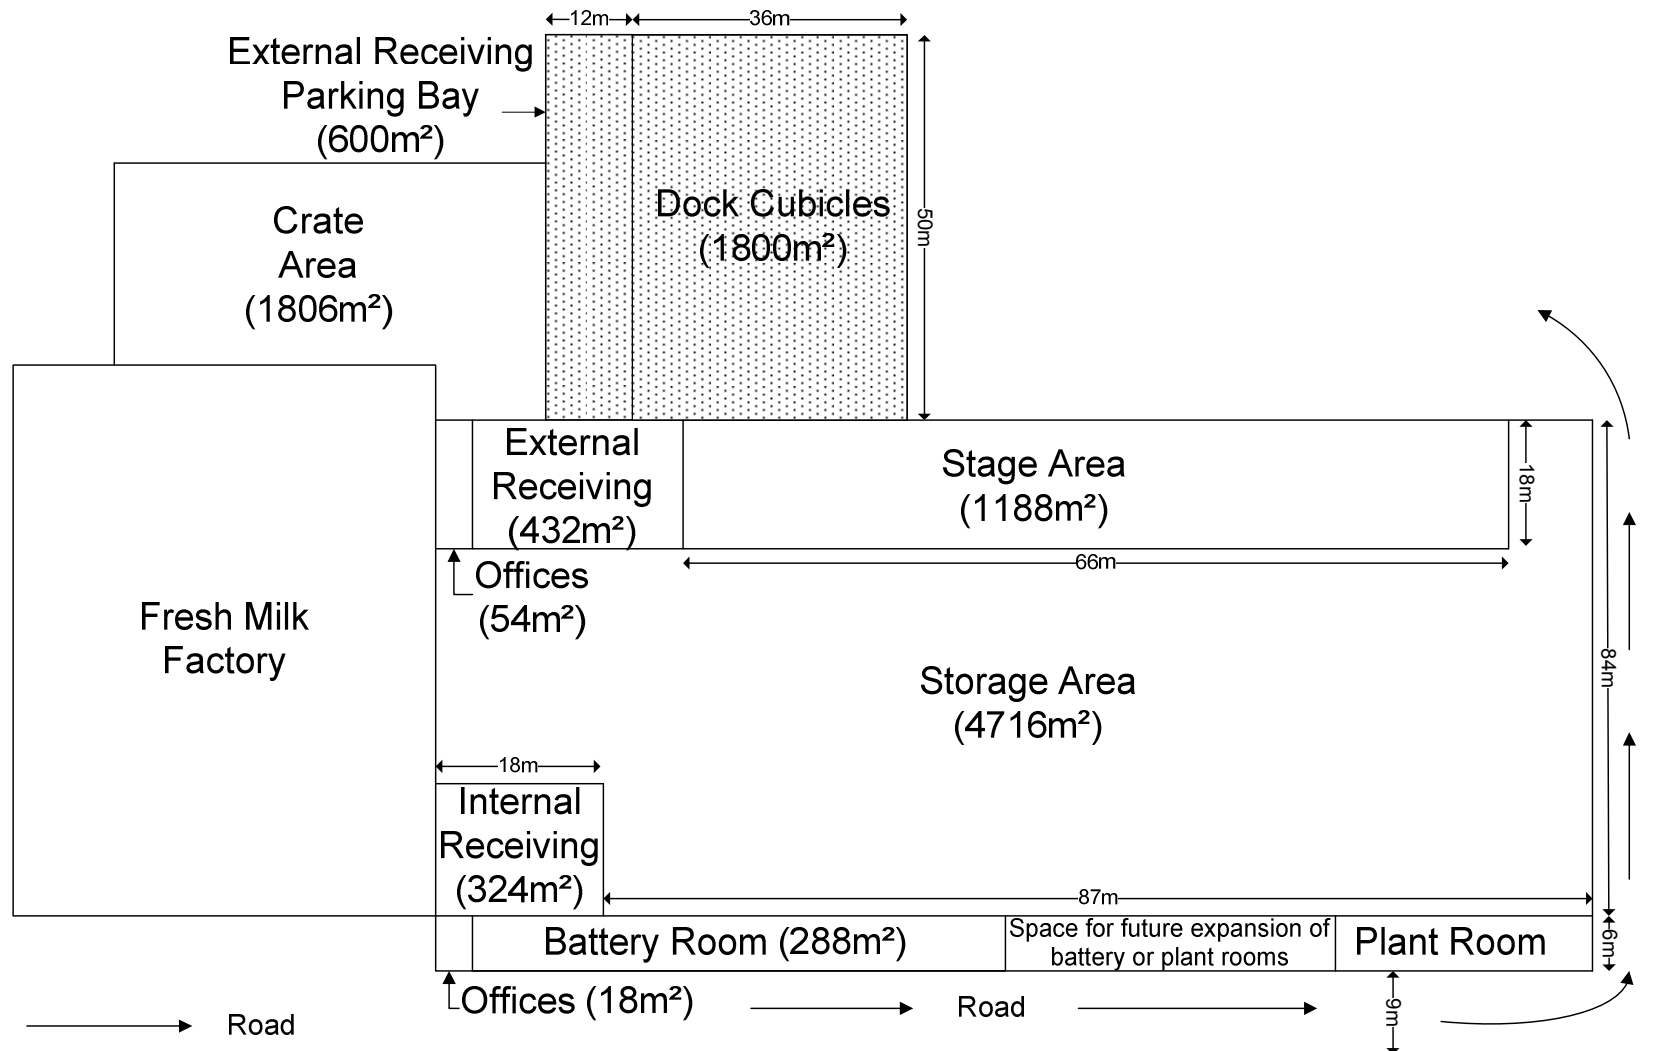 12m
36m
External Receiving
Parking Bay
(600m²)
Dock Cubicles
(1800m²)
50m
Crate
Area
(1806m²)
External
Receiving
(432m²)
Stage Area
(1188m²)
18m
66m
Offices
(54m²)
Fresh Milk
Factory
Storage Area
(4716m²)
84m
18m
Internal
Receiving
(324m²)
87m
Battery Room (288m²)
Space for future expansion of
battery or plant rooms
Plant Room
6m
Offices (18m²)
Road
9m
Road